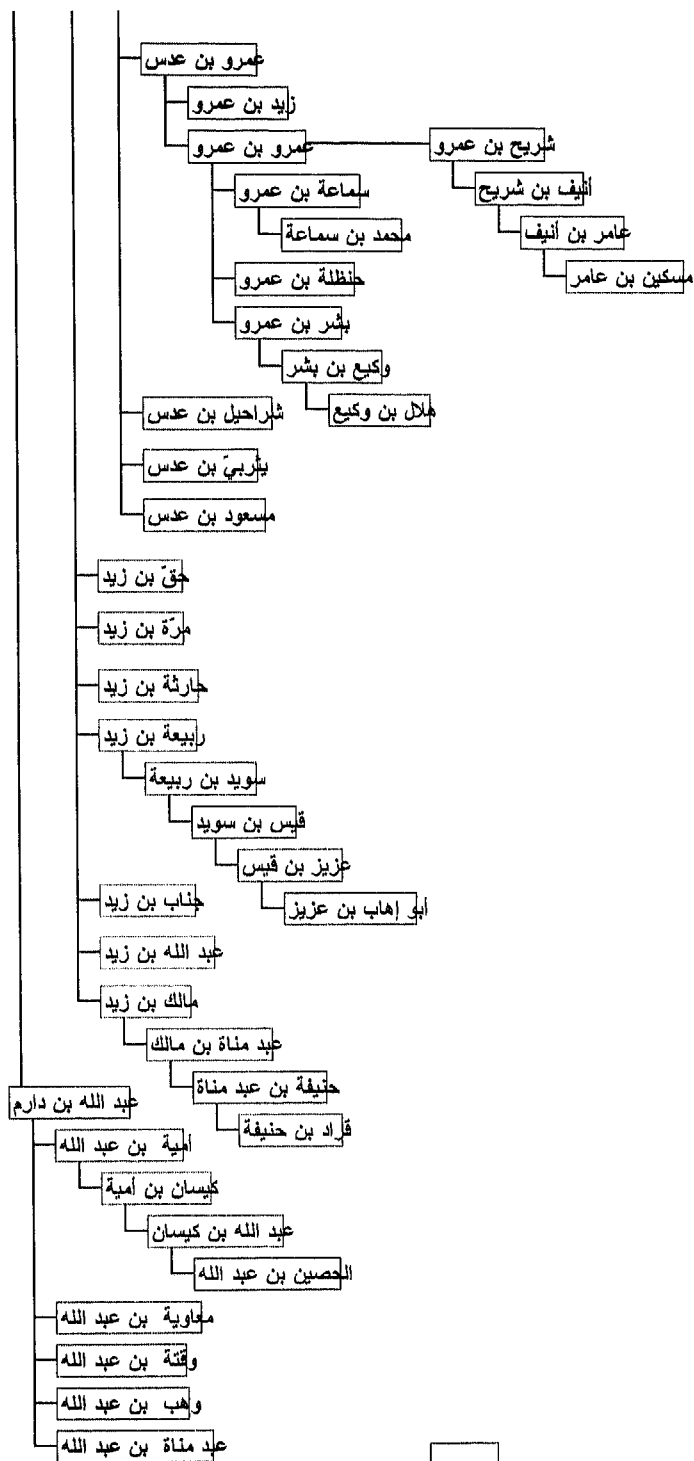 عمرو بن عدس
زيد بن عمرو
عمرو بن عمرو
شريح بن عمرو
سماعة بن عمرو
أنيف بن شريح
محمد بن سماعة
عامر بن أنيف
حنظلة بن عمرو
مسكين بن عامر
بشر بن عمرو
وكيع بن بشر
هلال بن وكيع
شراحيل بن عدس
يثربيّ بن عدس
مسعود بن عدس
حقّ بن زيد
مرّة بن زيد
حارثة بن زيد
ربيعة بن زيد
سويد بن ربيعة
قيس بن سويد
عزيز بن قيس
جناب بن زيد
أبو إهاب بن عزيز
عبد الله بن زيد
مالك بن زيد
عبد مناة بن مالك
حنيفة بن عبد مناة
عبد الله بن دارم
قراد بن حنيفة
أمية بن عبد الله
كيسان بن أمية
عبد الله بن كيسان
الحصين بن عبد الله
معاوية بن عبد الله
وقتة بن عبد الله
وهب بن عبد الله
عبد مناة بن عبد الله